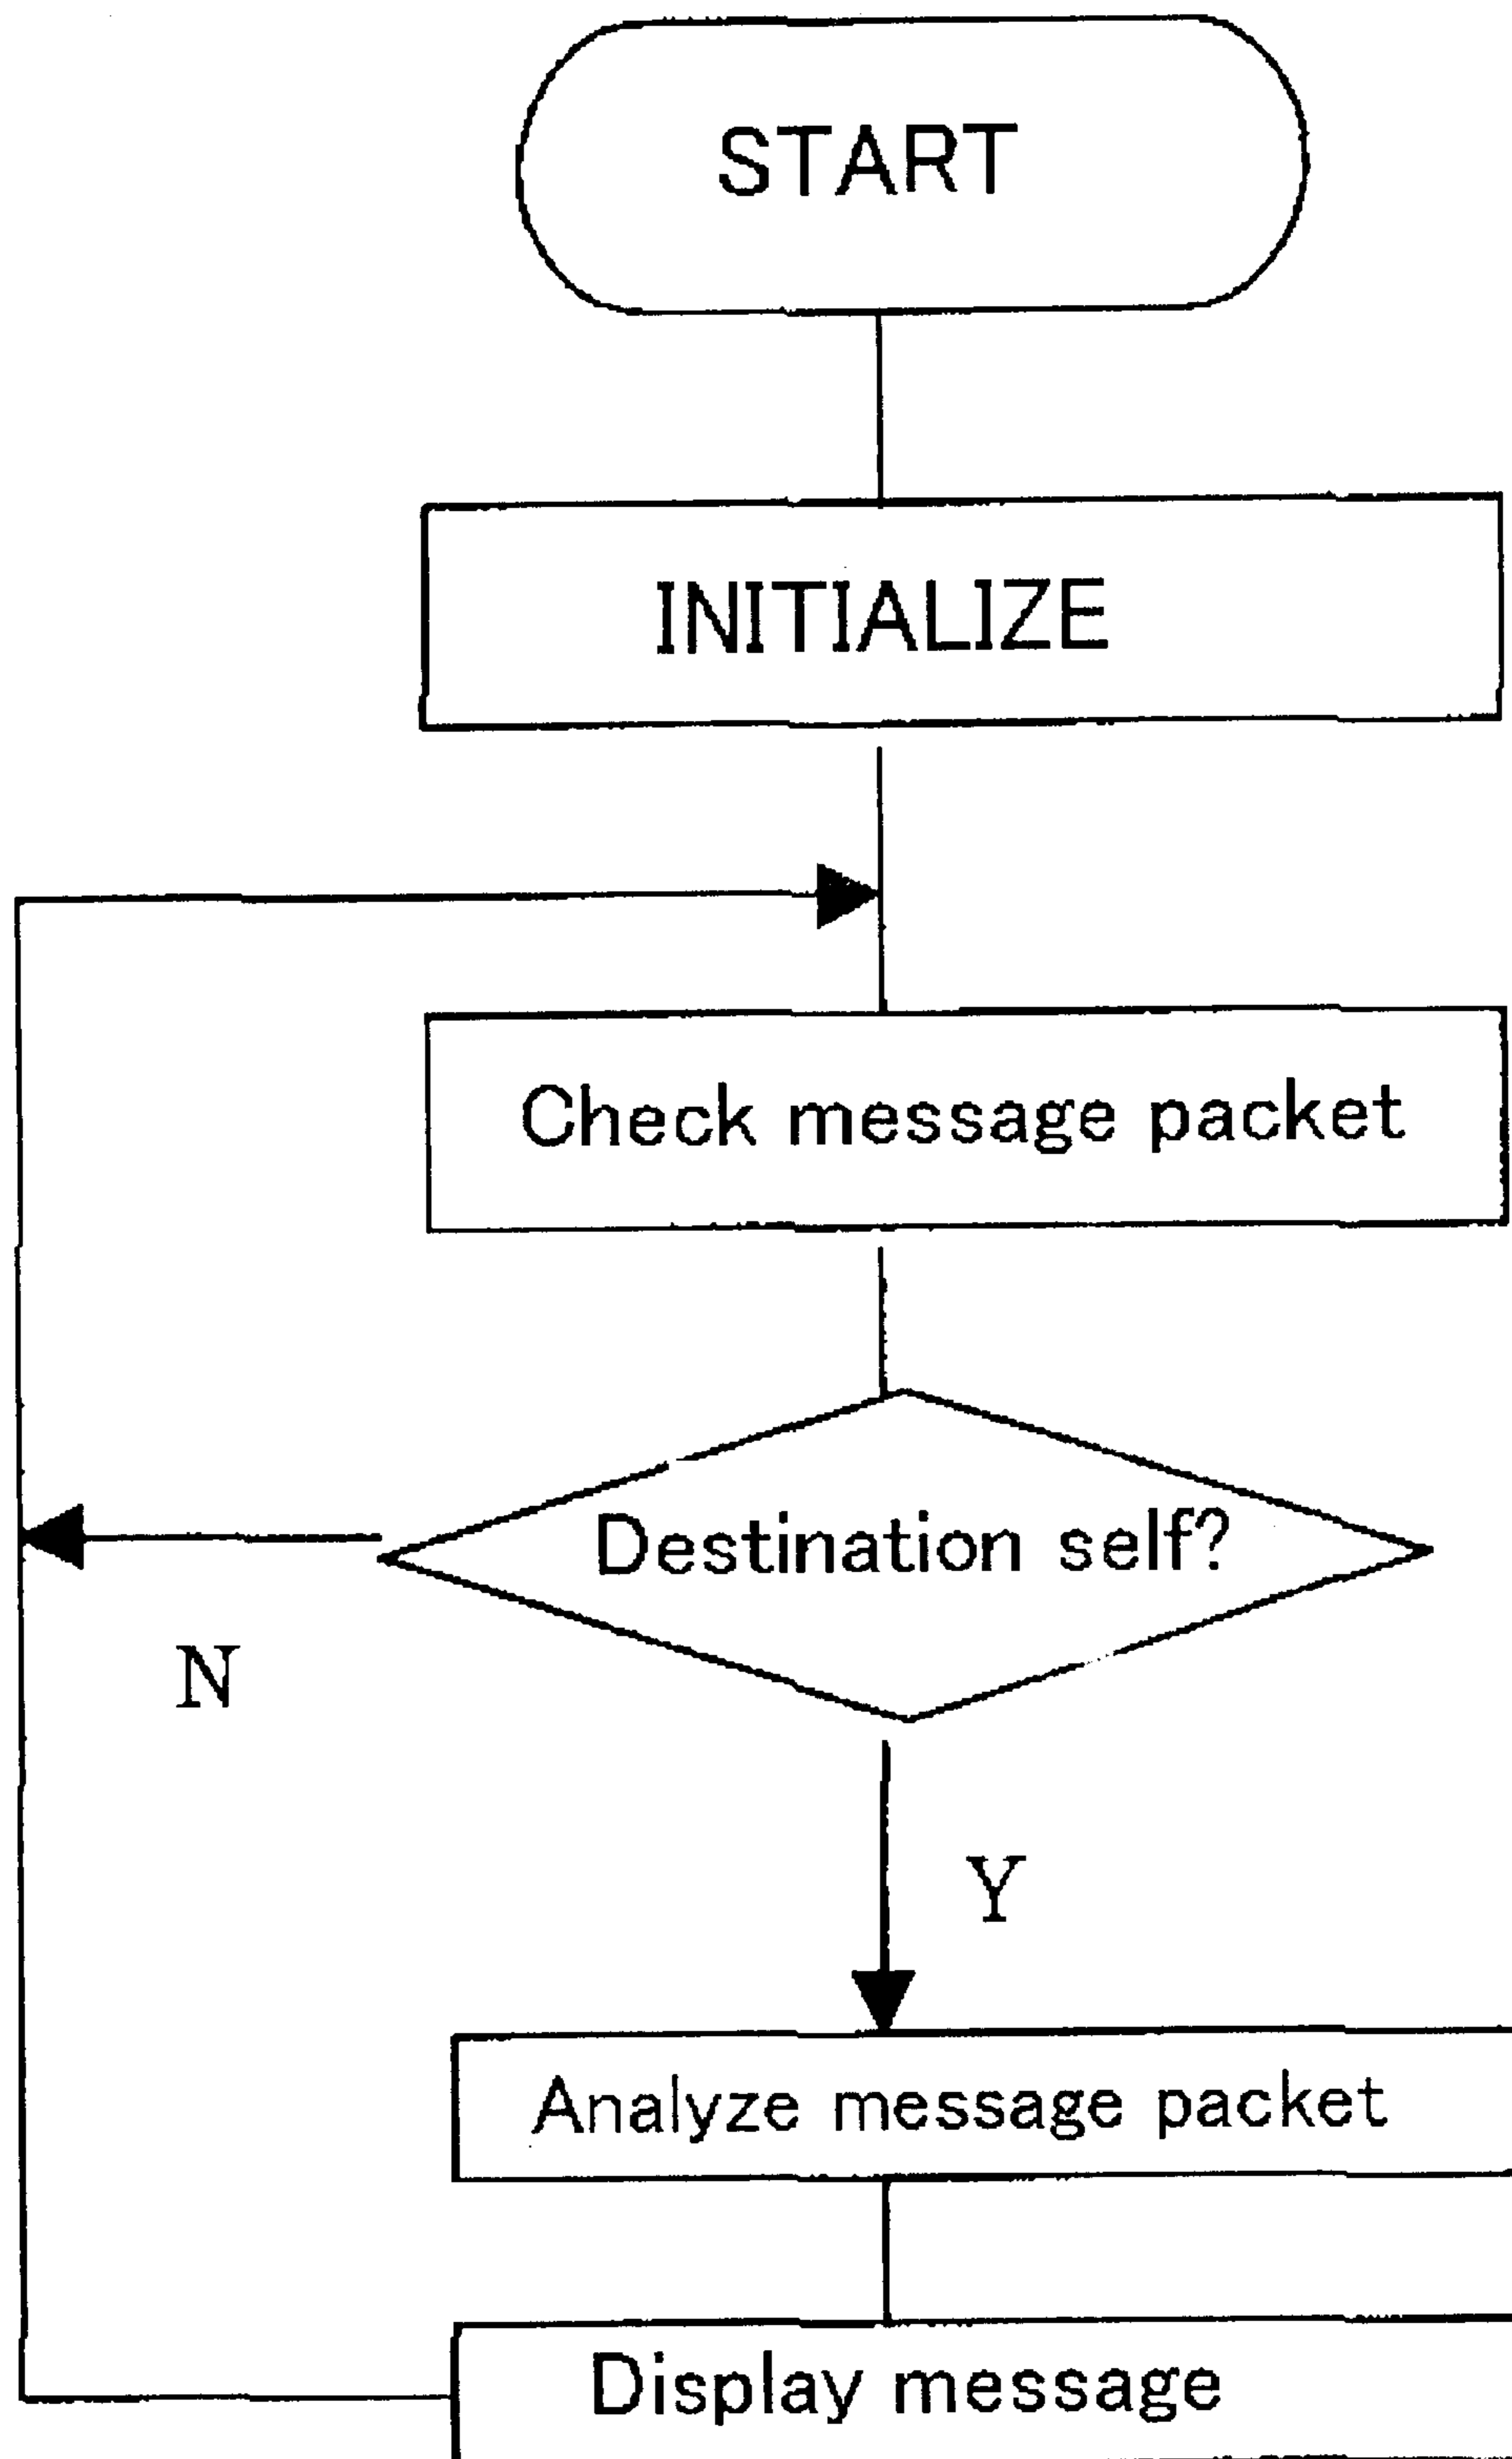 START
INITIALIZE
Check message packet
Destination self?
N
Y
Analyze message packet
Display message